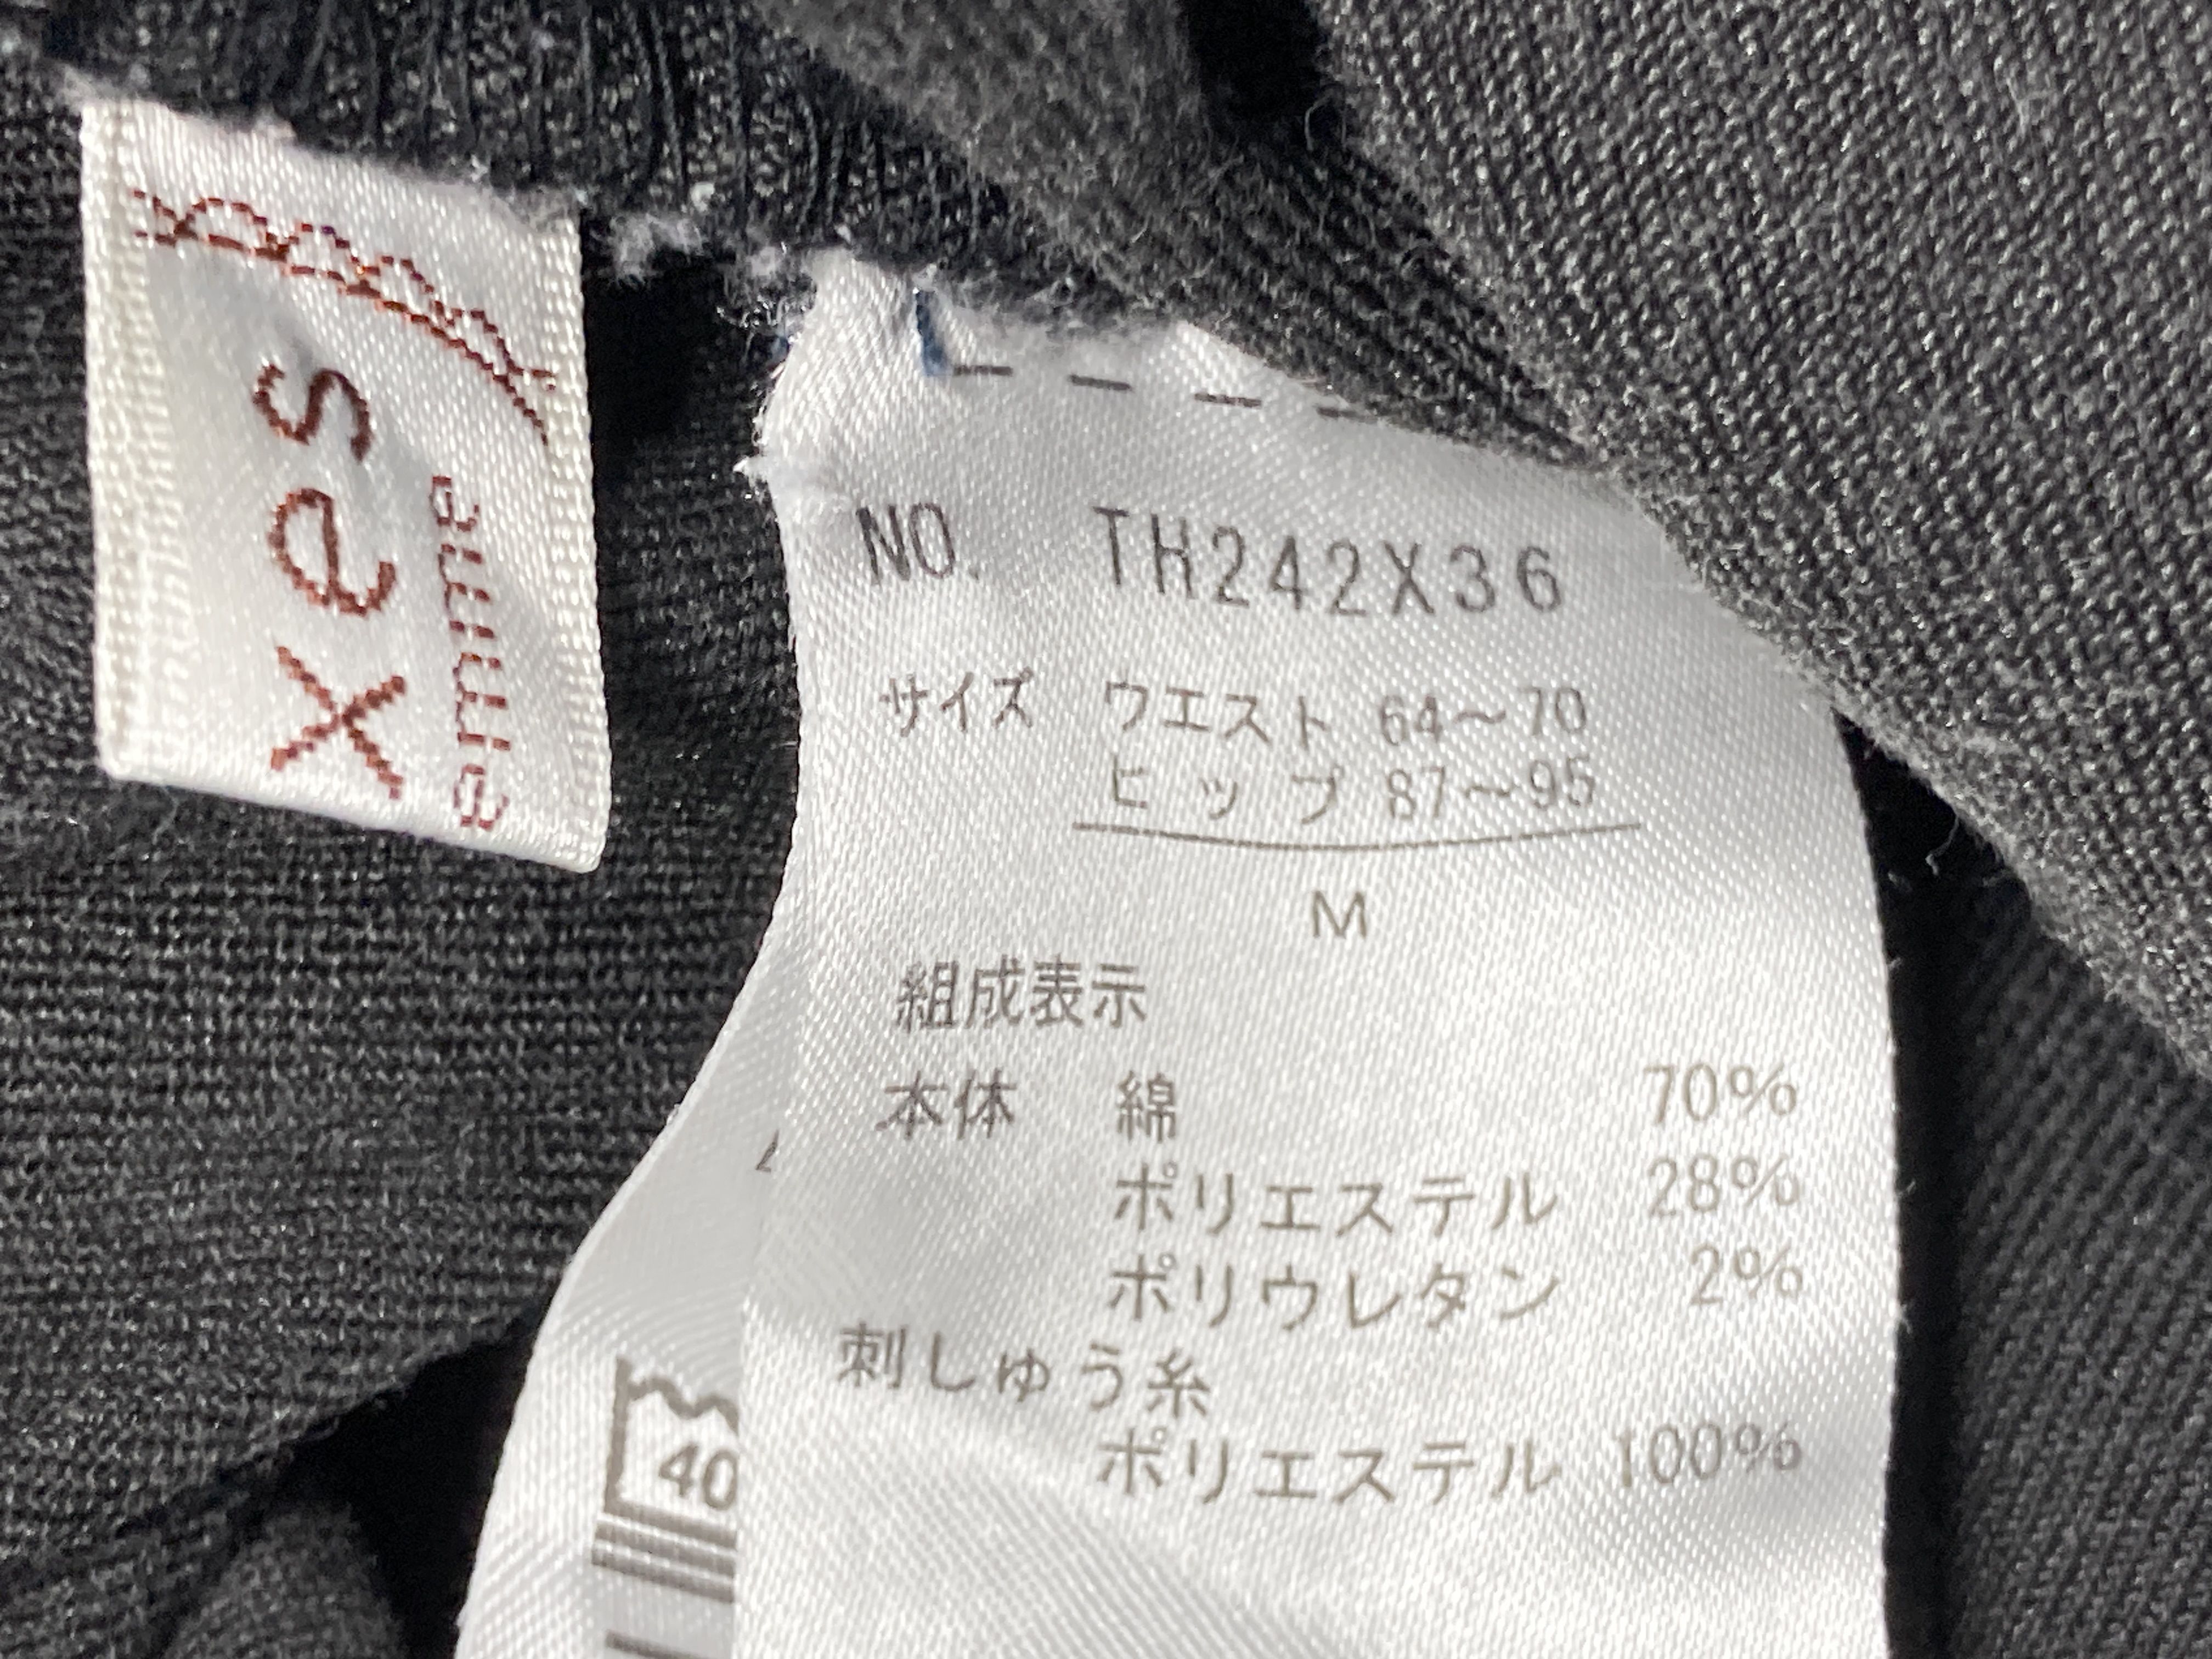 xes
emme
NO. TH242X36
サイズ ウエスト 64～70
ヒップ 87～95
M
組成表示
本体 綿 70%
ポリエステル 28%
ポリウレタン 2%
刺しゅう糸
ポリエステル 100%
40